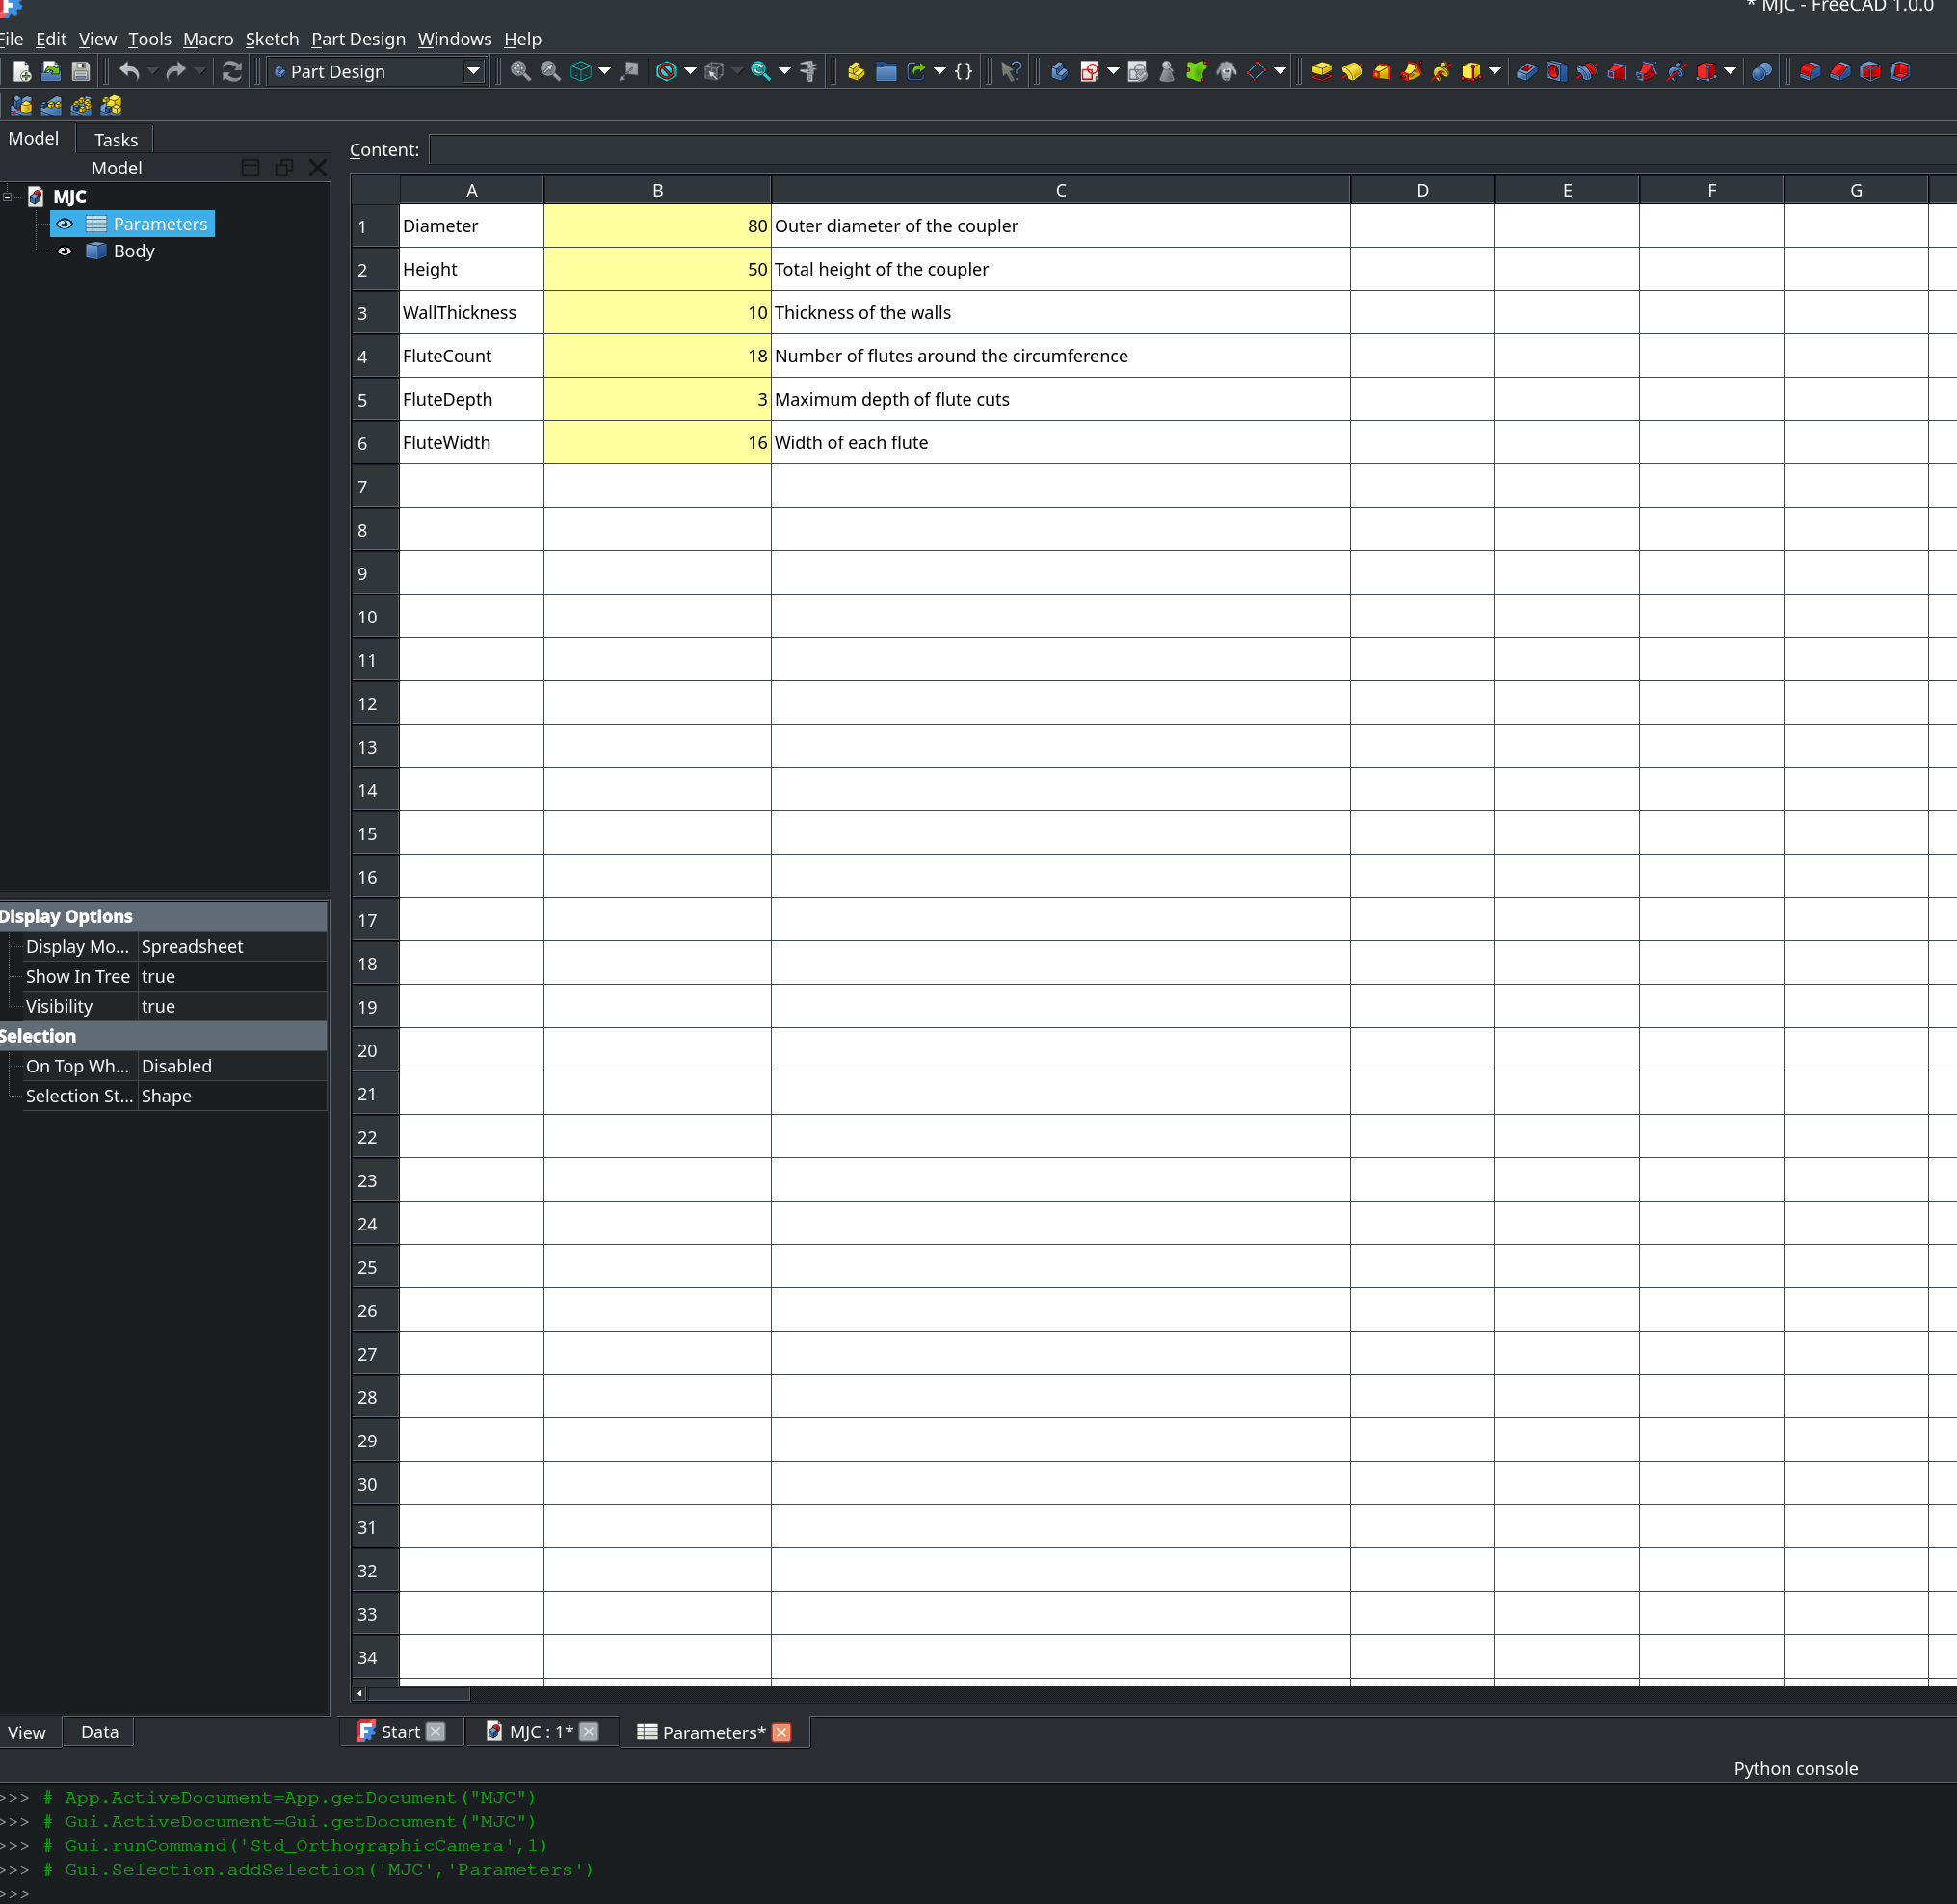 * MJC - FreeCAD 1.0.0
File Edit View Tools Macro Sketch Part Design Windows Help
Part Design
Model Tasks
Model
MJC
Parameters
Body
Content:
A B C D E F G
1 Diameter 80 Outer diameter of the coupler
2 Height 50 Total height of the coupler
3 WallThickness 10 Thickness of the walls
4 FluteCount 18 Number of flutes around the circumference
5 FluteDepth 3 Maximum depth of flute cuts
6 FluteWidth 16 Width of each flute
7
8
9
10
11
12
13
14
15
16
17
18
19
20
21
22
23
24
25
26
27
28
29
30
31
32
33
34
Display Options
Display Mo... Spreadsheet
Show In Tree true
Visibility true
Selection
On Top Wh... Disabled
Selection St... Shape
View Data
Start MJC : 1* Parameters*
Python console
>>> # App.ActiveDocument=App.getDocument("MJC")
>>> # Gui.ActiveDocument=Gui.getDocument("MJC")
>>> # Gui.runCommand('Std_OrthographicCamera',1)
>>> # Gui.Selection.addSelection('MJC','Parameters')
>>>